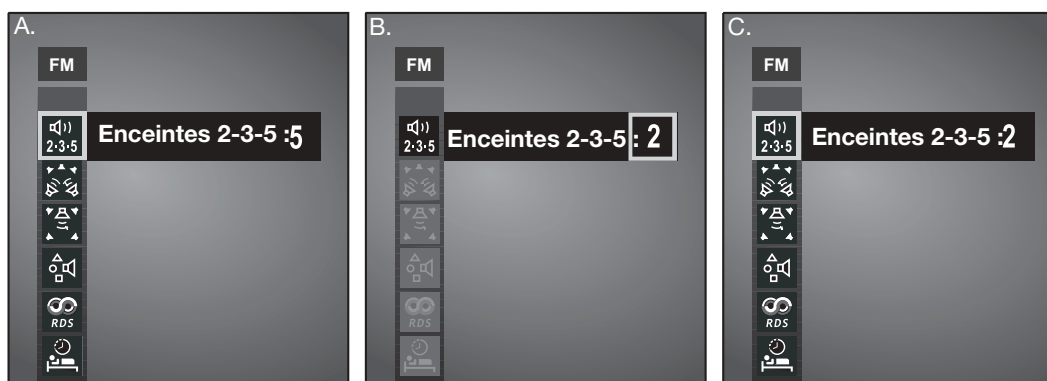 A.
FM
2·3·5
Enceintes 2-3-5 :5
RDS
B.
FM
2·3·5
Enceintes 2-3-5 : 2
RDS
C.
FM
2·3·5
Enceintes 2-3-5 :2
RDS